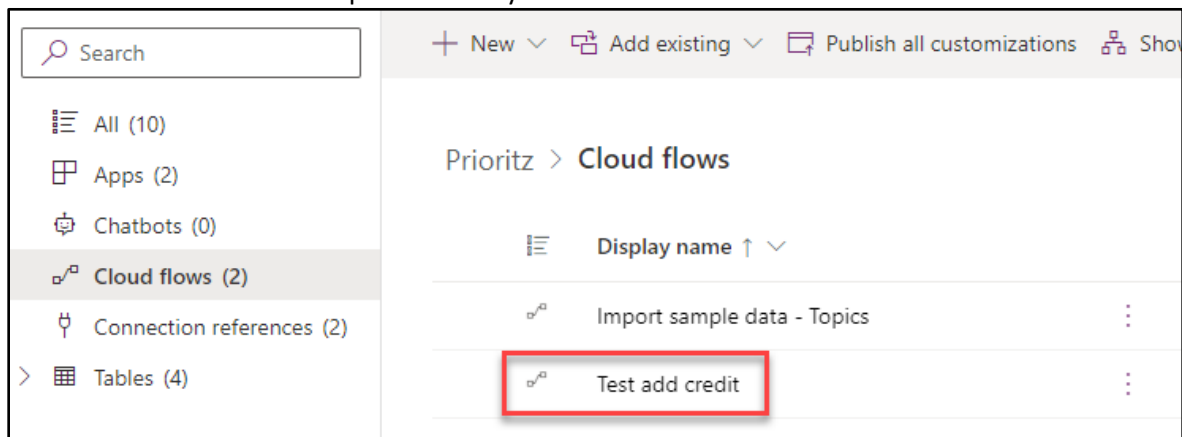 Search
All (10)
Apps (2)
Chatbots (0)
Cloud flows (2)
Connection references (2)
Tables (4)
New Add existing Publish all customizations
Prioritz > Cloud flows
Display name ↑
Import sample data - Topics
Test add credit